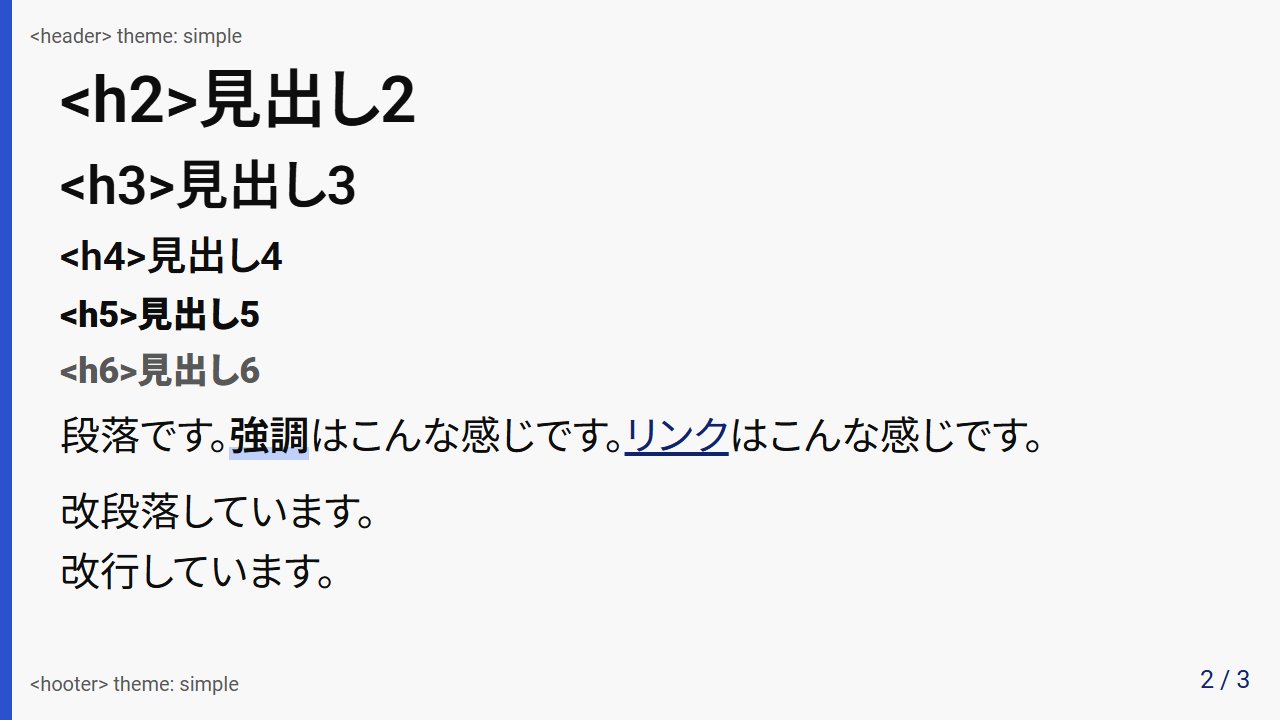 <header> theme: simple
<h2>見出し2
<h3>見出し3
<h4>見出し4
<h5>見出し5
<h6>見出し6
段落です。強調はこんな感じです。リンクはこんな感じです。
改段落しています。
改行しています。
<hooter> theme: simple
2 / 3